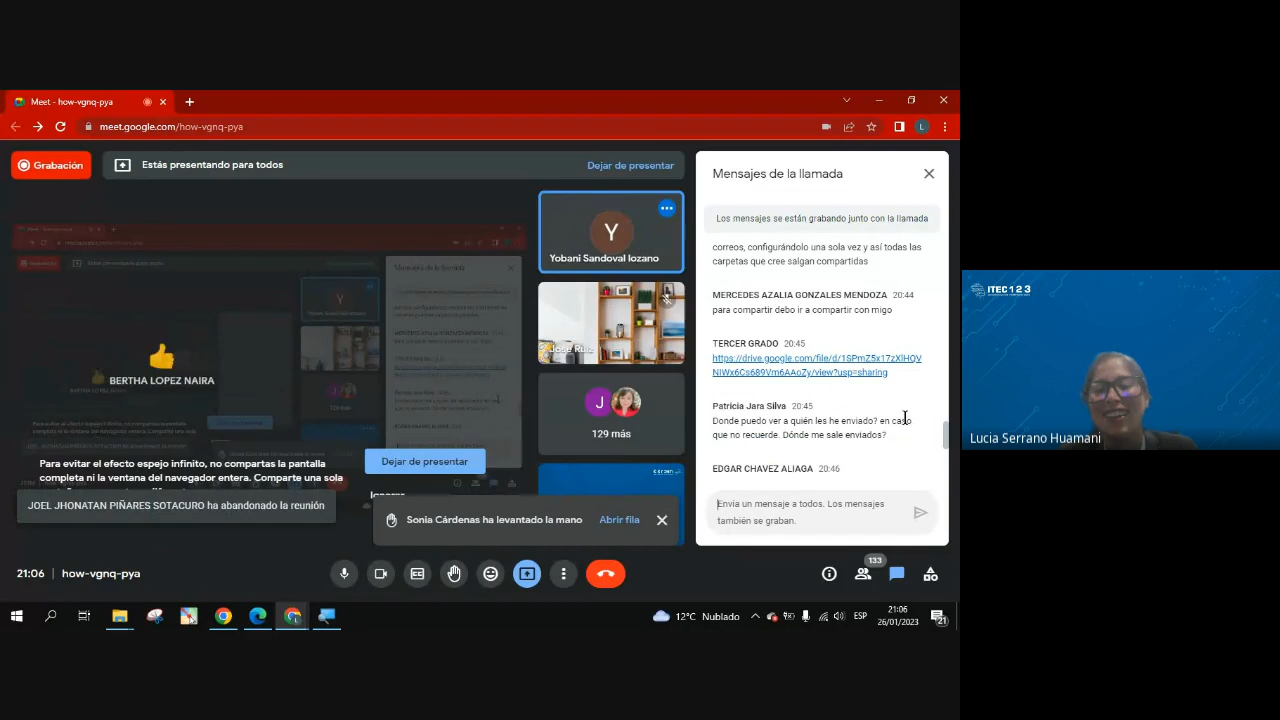 Meet - how-vgnq-pya
meet.google.com/how-vgnq-pya
L
Grabación
Estás presentando para todos
Dejar de presentar
Mensajes de la llamada
Los mensajes se están grabando junto con la llamada
correos, configurándolo una sola vez y así todas las
carpetas que cree salgan compartidas
MERCEDES AZALIA GONZALES MENDOZA 20:44
para compartir debo ir a compartir con migo
TERCER GRADO 20:45
https://drive.google.com/file/d/1SPmZ5x17zXlHQV
NiWx6Cs689Vm6AAoZy/view?usp=sharing
Patricia Jara Silva 20:45
Donde puedo ver a quién les he enviado? en caso
que no recuerde. Dónde me sale enviados?
EDGAR CHAVEZ ALIAGA 20:46
Envía un mensaje a todos. Los mensajes
también se graban.
Y
Yobani Sandoval lozano
Jose Ruiz
J
129 más
BERTHA LOPEZ NAIRA
Para evitar el efecto espejo infinito, no compartas la pantalla
completa ni la ventana del navegador entera. Comparte una sola
Dejar de presentar
JOEL JHONATAN PIÑARES SOTACURO ha abandonado la reunión
Sonia Cárdenas ha levantado la mano
Abrir fila
21:06
how-vgnq-pya
133
12°C Nublado
ESP
21:06
26/01/2023
21
ITEC 1 2 3
Lucia Serrano Huamani